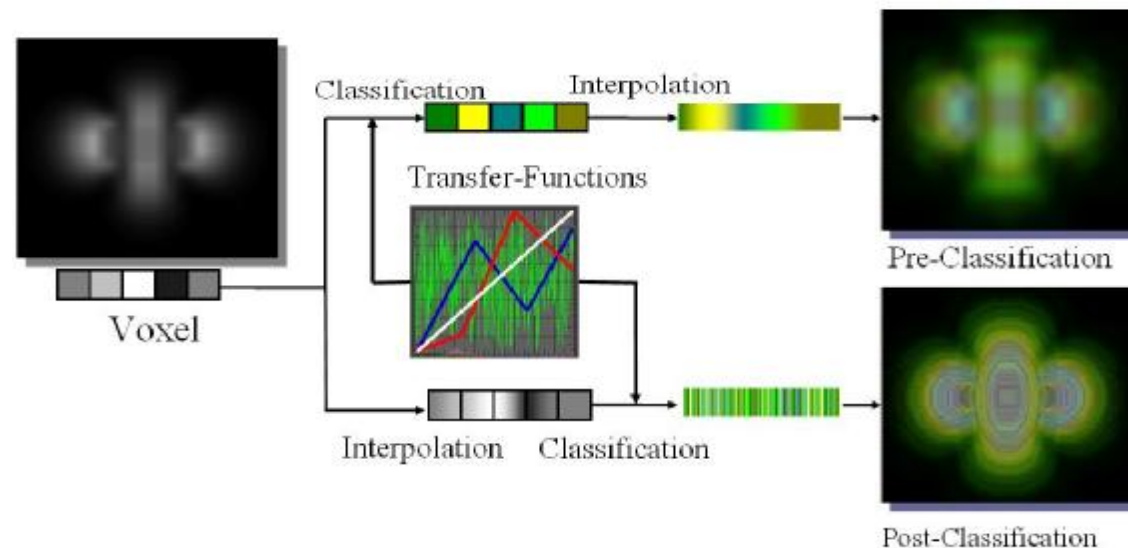 Classification
Interpolation
Transfer-Functions
Pre-Classification
Voxel
Interpolation
Classification
Post-Classification